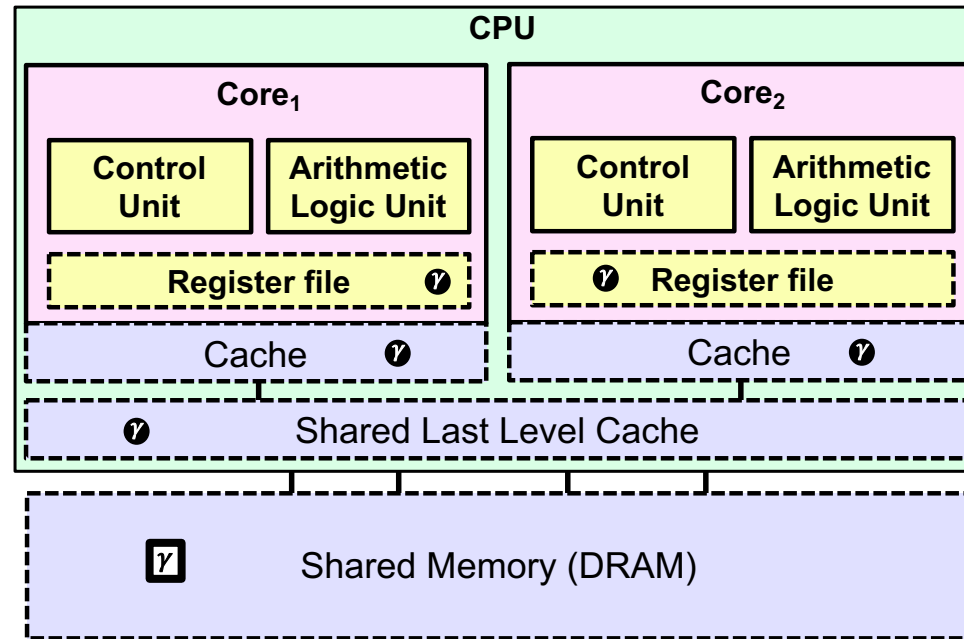 CPU
Core₁
Core₂
Control
Unit
Arithmetic
Logic Unit
Control
Unit
Arithmetic
Logic Unit
Register file γ
γ Register file
Cache γ
Cache γ
γ Shared Last Level Cache
γ Shared Memory (DRAM)